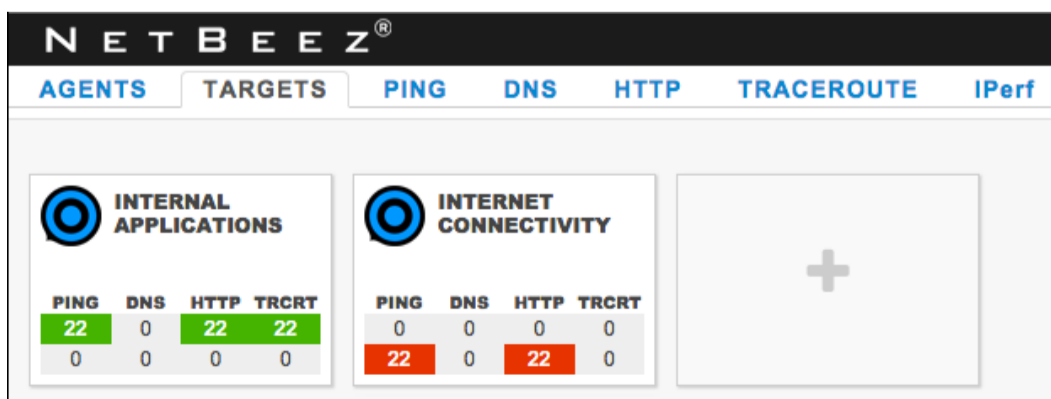 NETBEEZ®
AGENTS TARGETS PING DNS HTTP TRACEROUTE IPerf
INTERNAL
APPLICATIONS
PING DNS HTTP TRCRT
22 0 22 22
0 0 0 0
INTERNET
CONNECTIVITY
PING DNS HTTP TRCRT
0 0 0 0
22 0 22 0